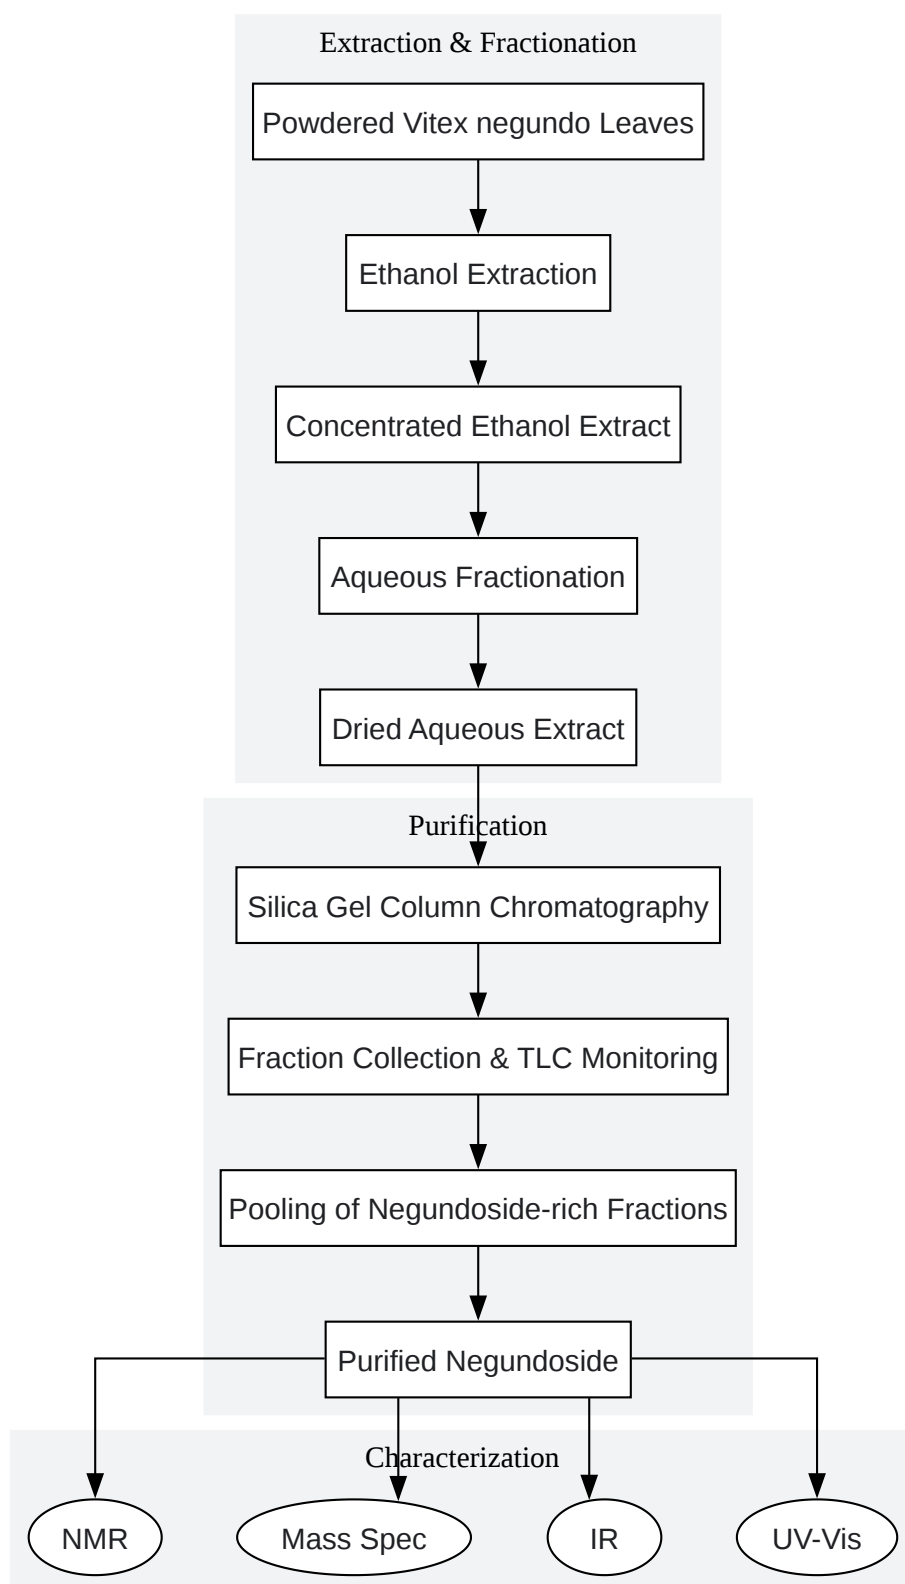 Extraction & Fractionation
Powdered Vitex negundo Leaves
Ethanol Extraction
Concentrated Ethanol Extract
Aqueous Fractionation
Dried Aqueous Extract
Purification
Silica Gel Column Chromatography
Fraction Collection & TLC Monitoring
Pooling of Negundoside-rich Fractions
Purified Negundoside
Characterization
NMR
Mass Spec
IR
UV-Vis